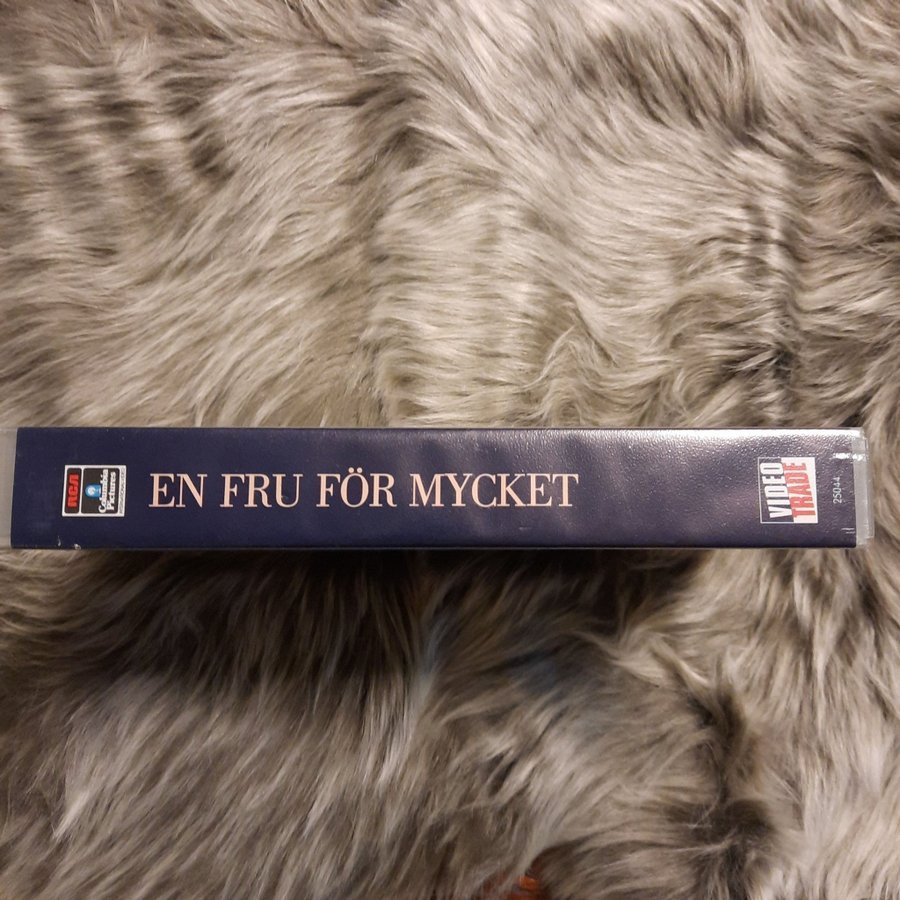 RCA
Columbia
Pictures
EN FRU FÖR MYCKET
VIDEO
TRADE
25044